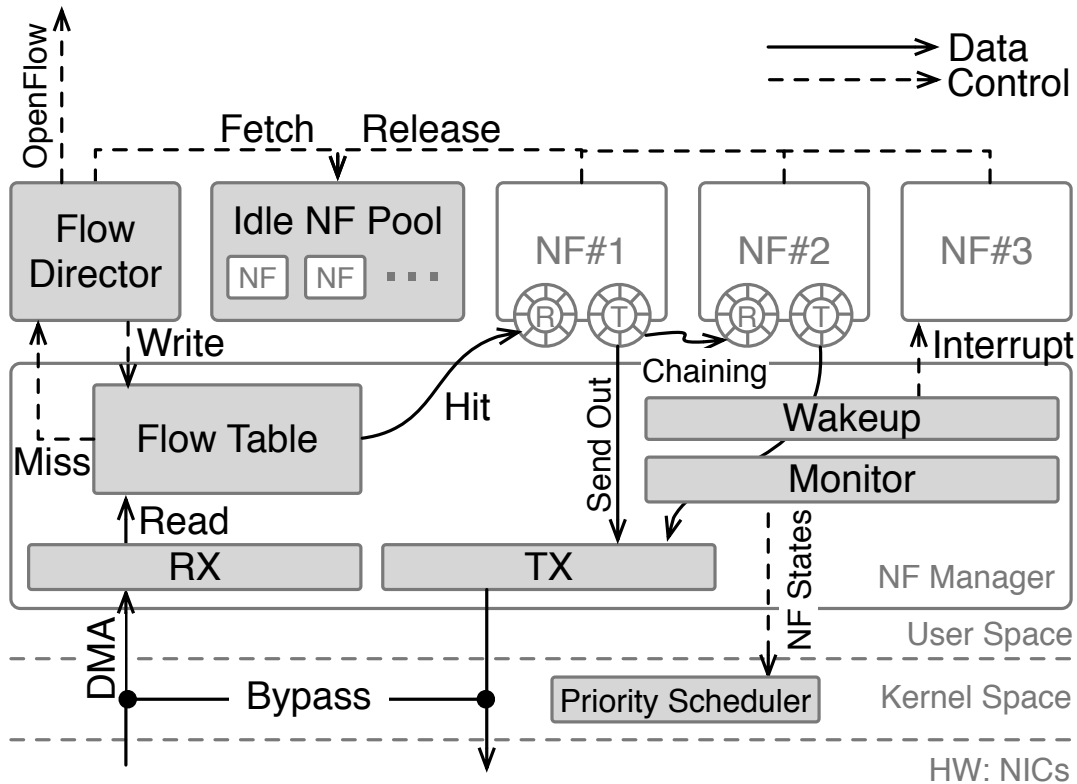 OpenFlow
Data
Control
Fetch
Release
Flow
Director
Idle NF Pool
NF
NF
NF#1
NF#2
NF#3
R
T
R
T
Write
Interrupt
Chaining
Hit
Flow Table
Wakeup
Miss
Send Out
Monitor
Read
RX
TX
NF States
NF Manager
User Space
DMA
Bypass
Priority Scheduler
Kernel Space
HW: NICs